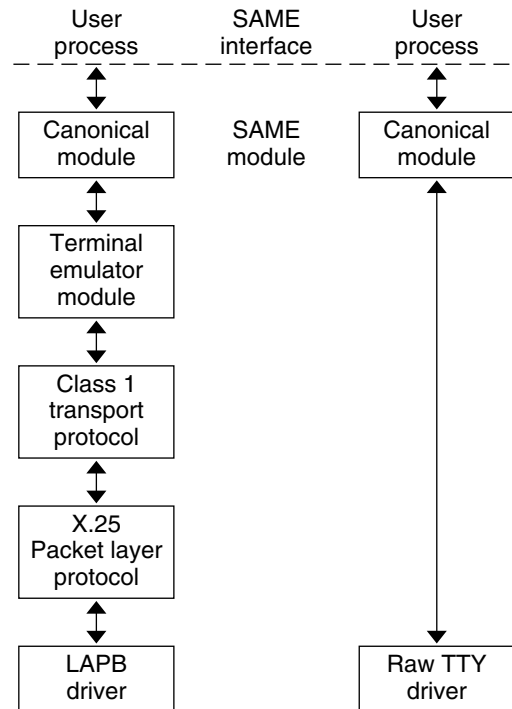 User
process
SAME
interface
User
process
Canonical
module
SAME
module
Canonical
module
Terminal
emulator
module
Class 1
transport
protocol
X.25
Packet layer
protocol
LAPB
driver
Raw TTY
driver